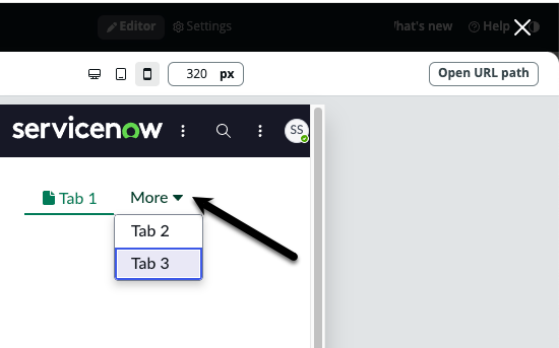 Editor Settings hat's new Help
320 px Open URL path
servicenow SS
Tab 1 More
Tab 2
Tab 3